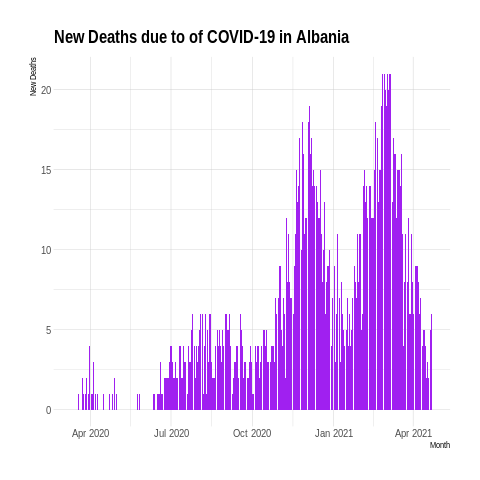 New Deaths due to of COVID-19 in Albania
New Deaths
20
15
10
5
0
Apr 2020 Jul 2020 Oct 2020 Jan 2021 Apr 2021
Month